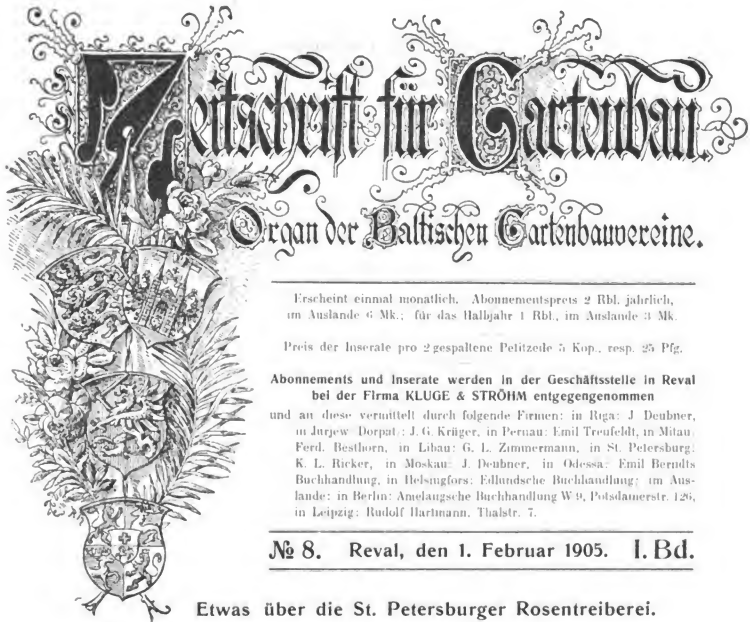 Zeitschrift für Gartenbau.
Organ der Baltischen Gartenbauvereine.
Erscheint einmal monatlich. Abonnementspreis 2 Rbl. jährlich,
im Auslande 6 Mk.; für das Halbjahr 1 Rbl., im Auslande 3 Mk.
Preis der Inserate pro 2 gespaltene Petitzeile 5 Kop., resp. 25 Pfg.
Abonnements und Inserate werden in der Geschäftsstelle in Reval
bei der Firma KLUGE & STRÖHM entgegengenommen
und an diese vermittelt durch folgende Firmen: in Riga: J Deubner,
in Jurjew Dorpat.: J. G. Krüger, in Pernau: Emil Treufeldt, in Mitau
Ferd. Besthorn, in Libau: G. L. Zimmermann, in St. Petersburg:
K. L. Ricker, in Moskau: J. Deubner, in Odessa: Emil Berndts
Buchhandlung, in Helsingfors: Edlundsche Buchhandlung; im Aus-
lande: in Berlin: Amelangsche Buchhandlung W 9, Potsdamerstr. 126,
in Leipzig: Rudolf Hartmann, Thalstr. 7.
№ 8. Reval, den 1. Februar 1905. I. Bd.
Etwas über die St. Petersburger Rosentreiberei.